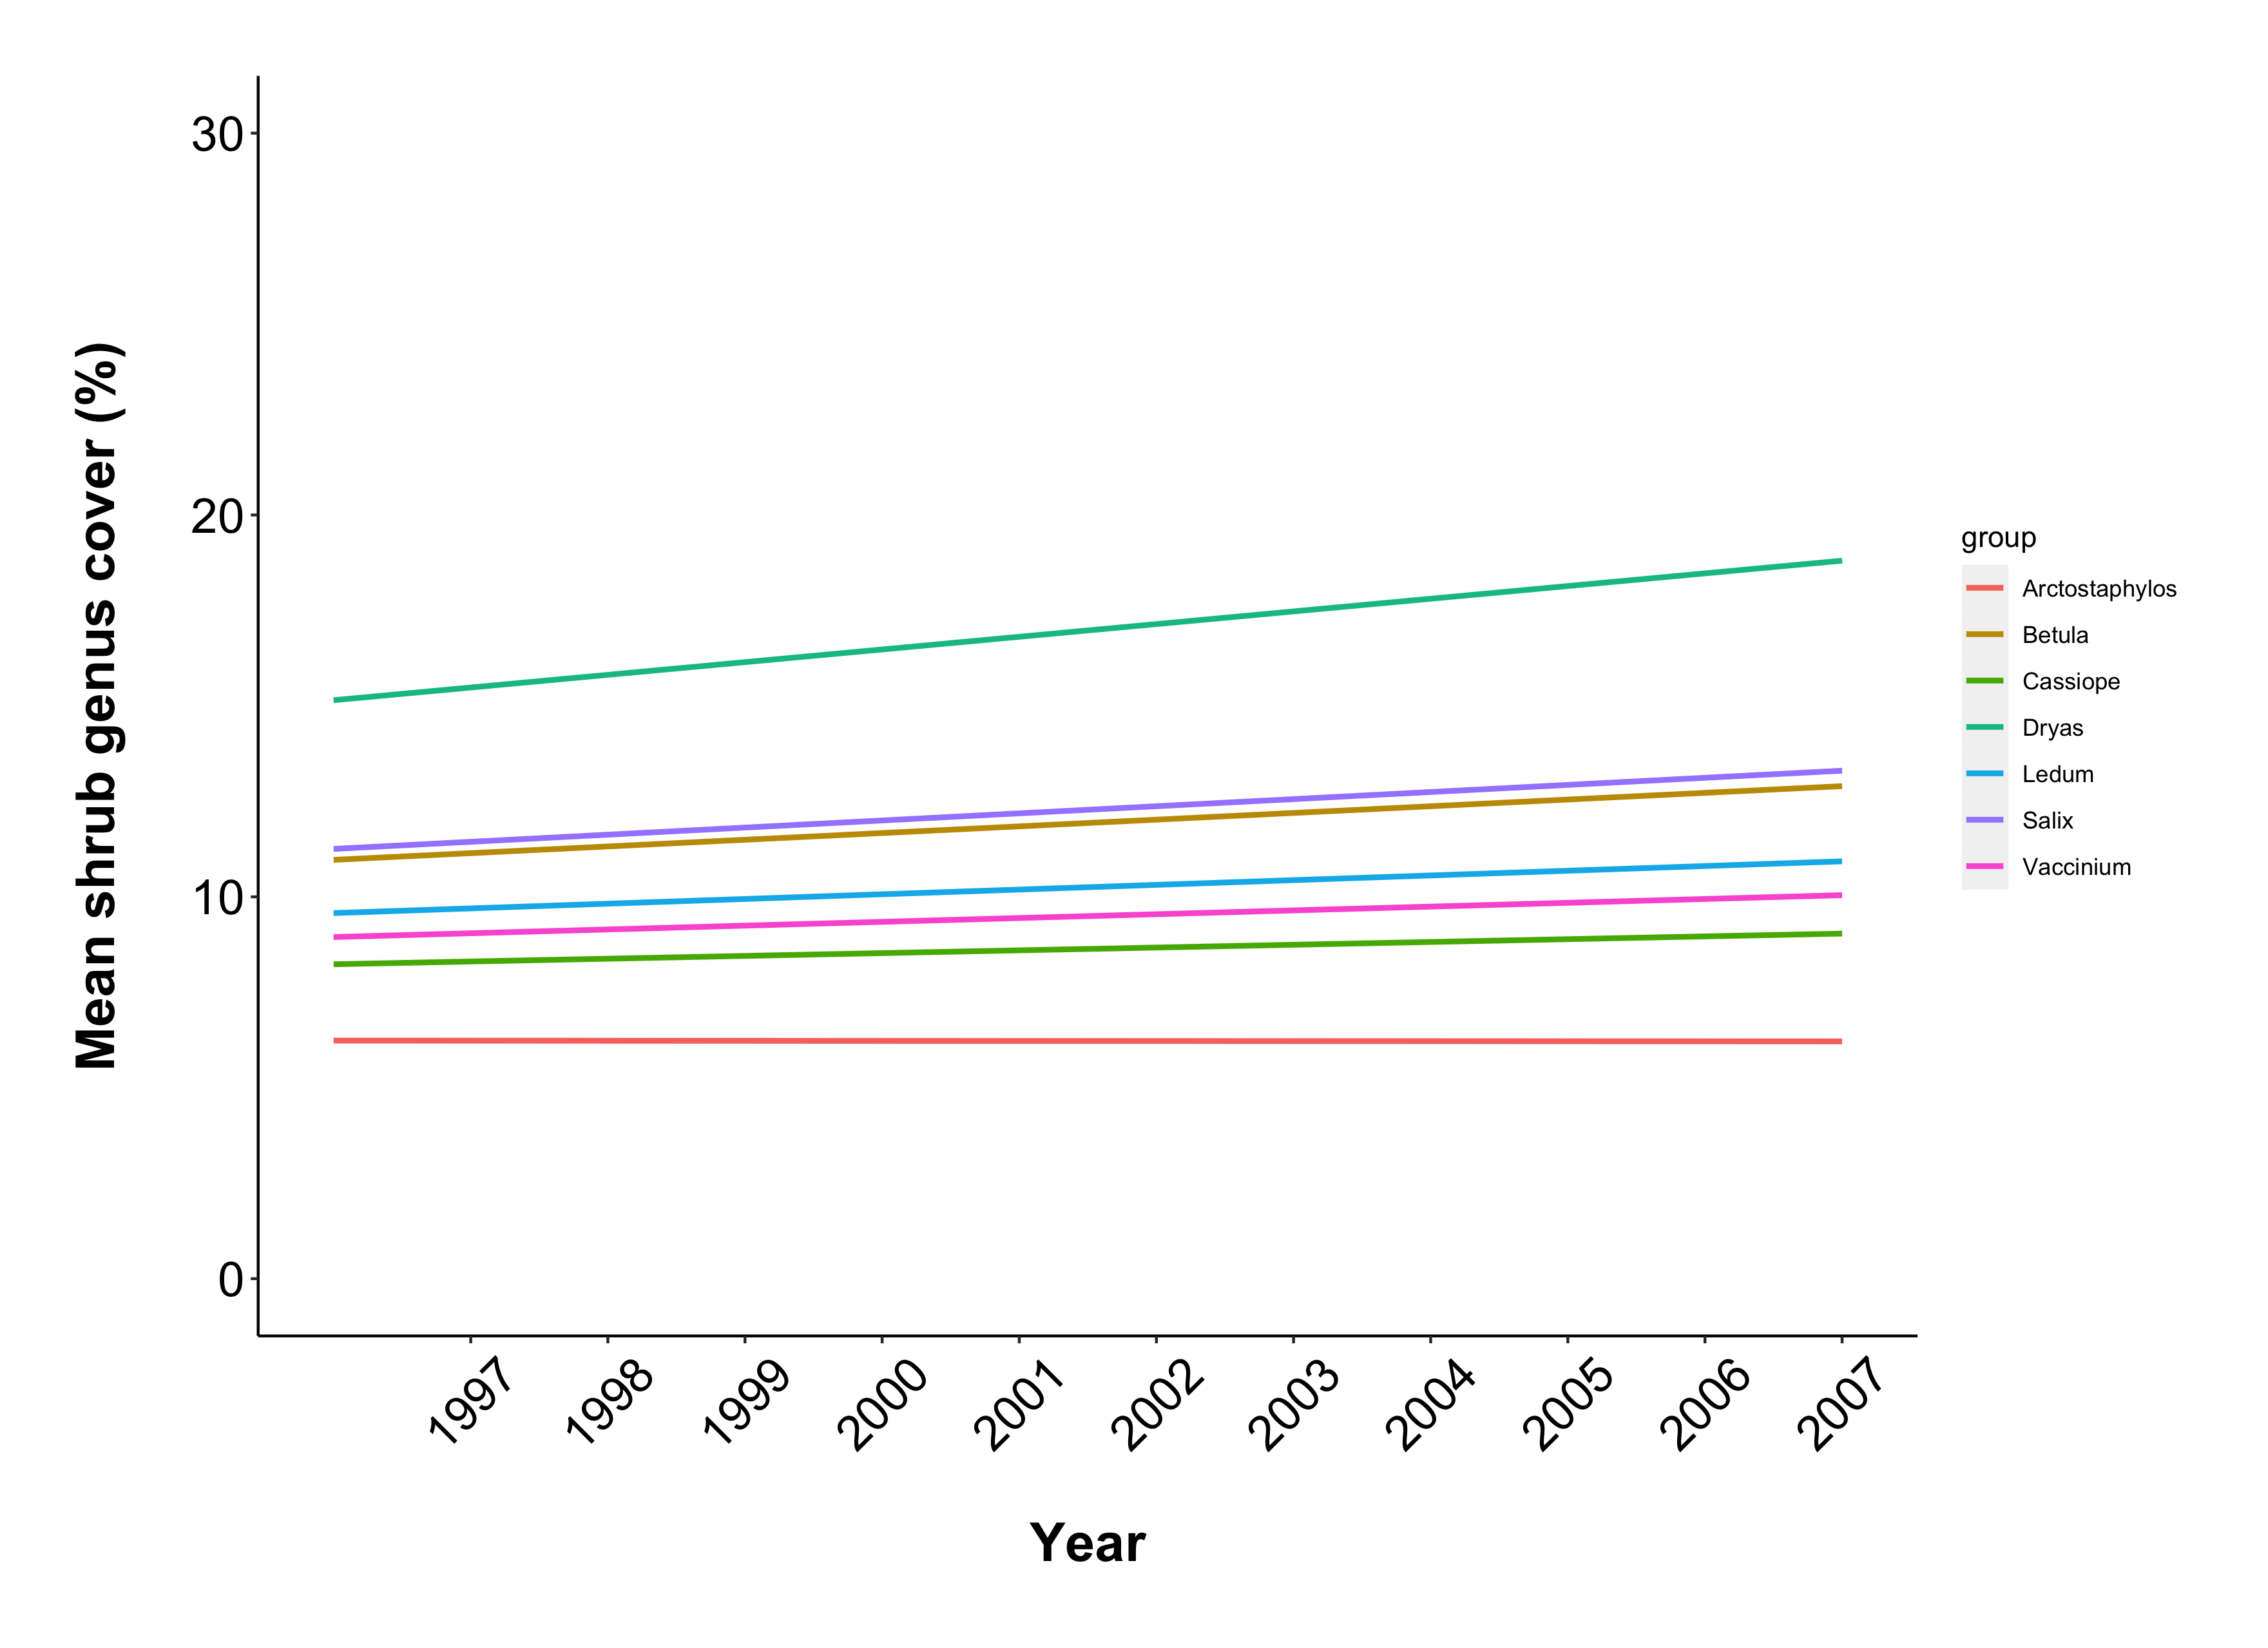 Mean shrub genus cover (%)
30
20
10
0
1997
1998
1999
2000
2001
2002
2003
2004
2005
2006
2007
Year
group
Arctostaphylos
Betula
Cassiope
Dryas
Ledum
Salix
Vaccinium